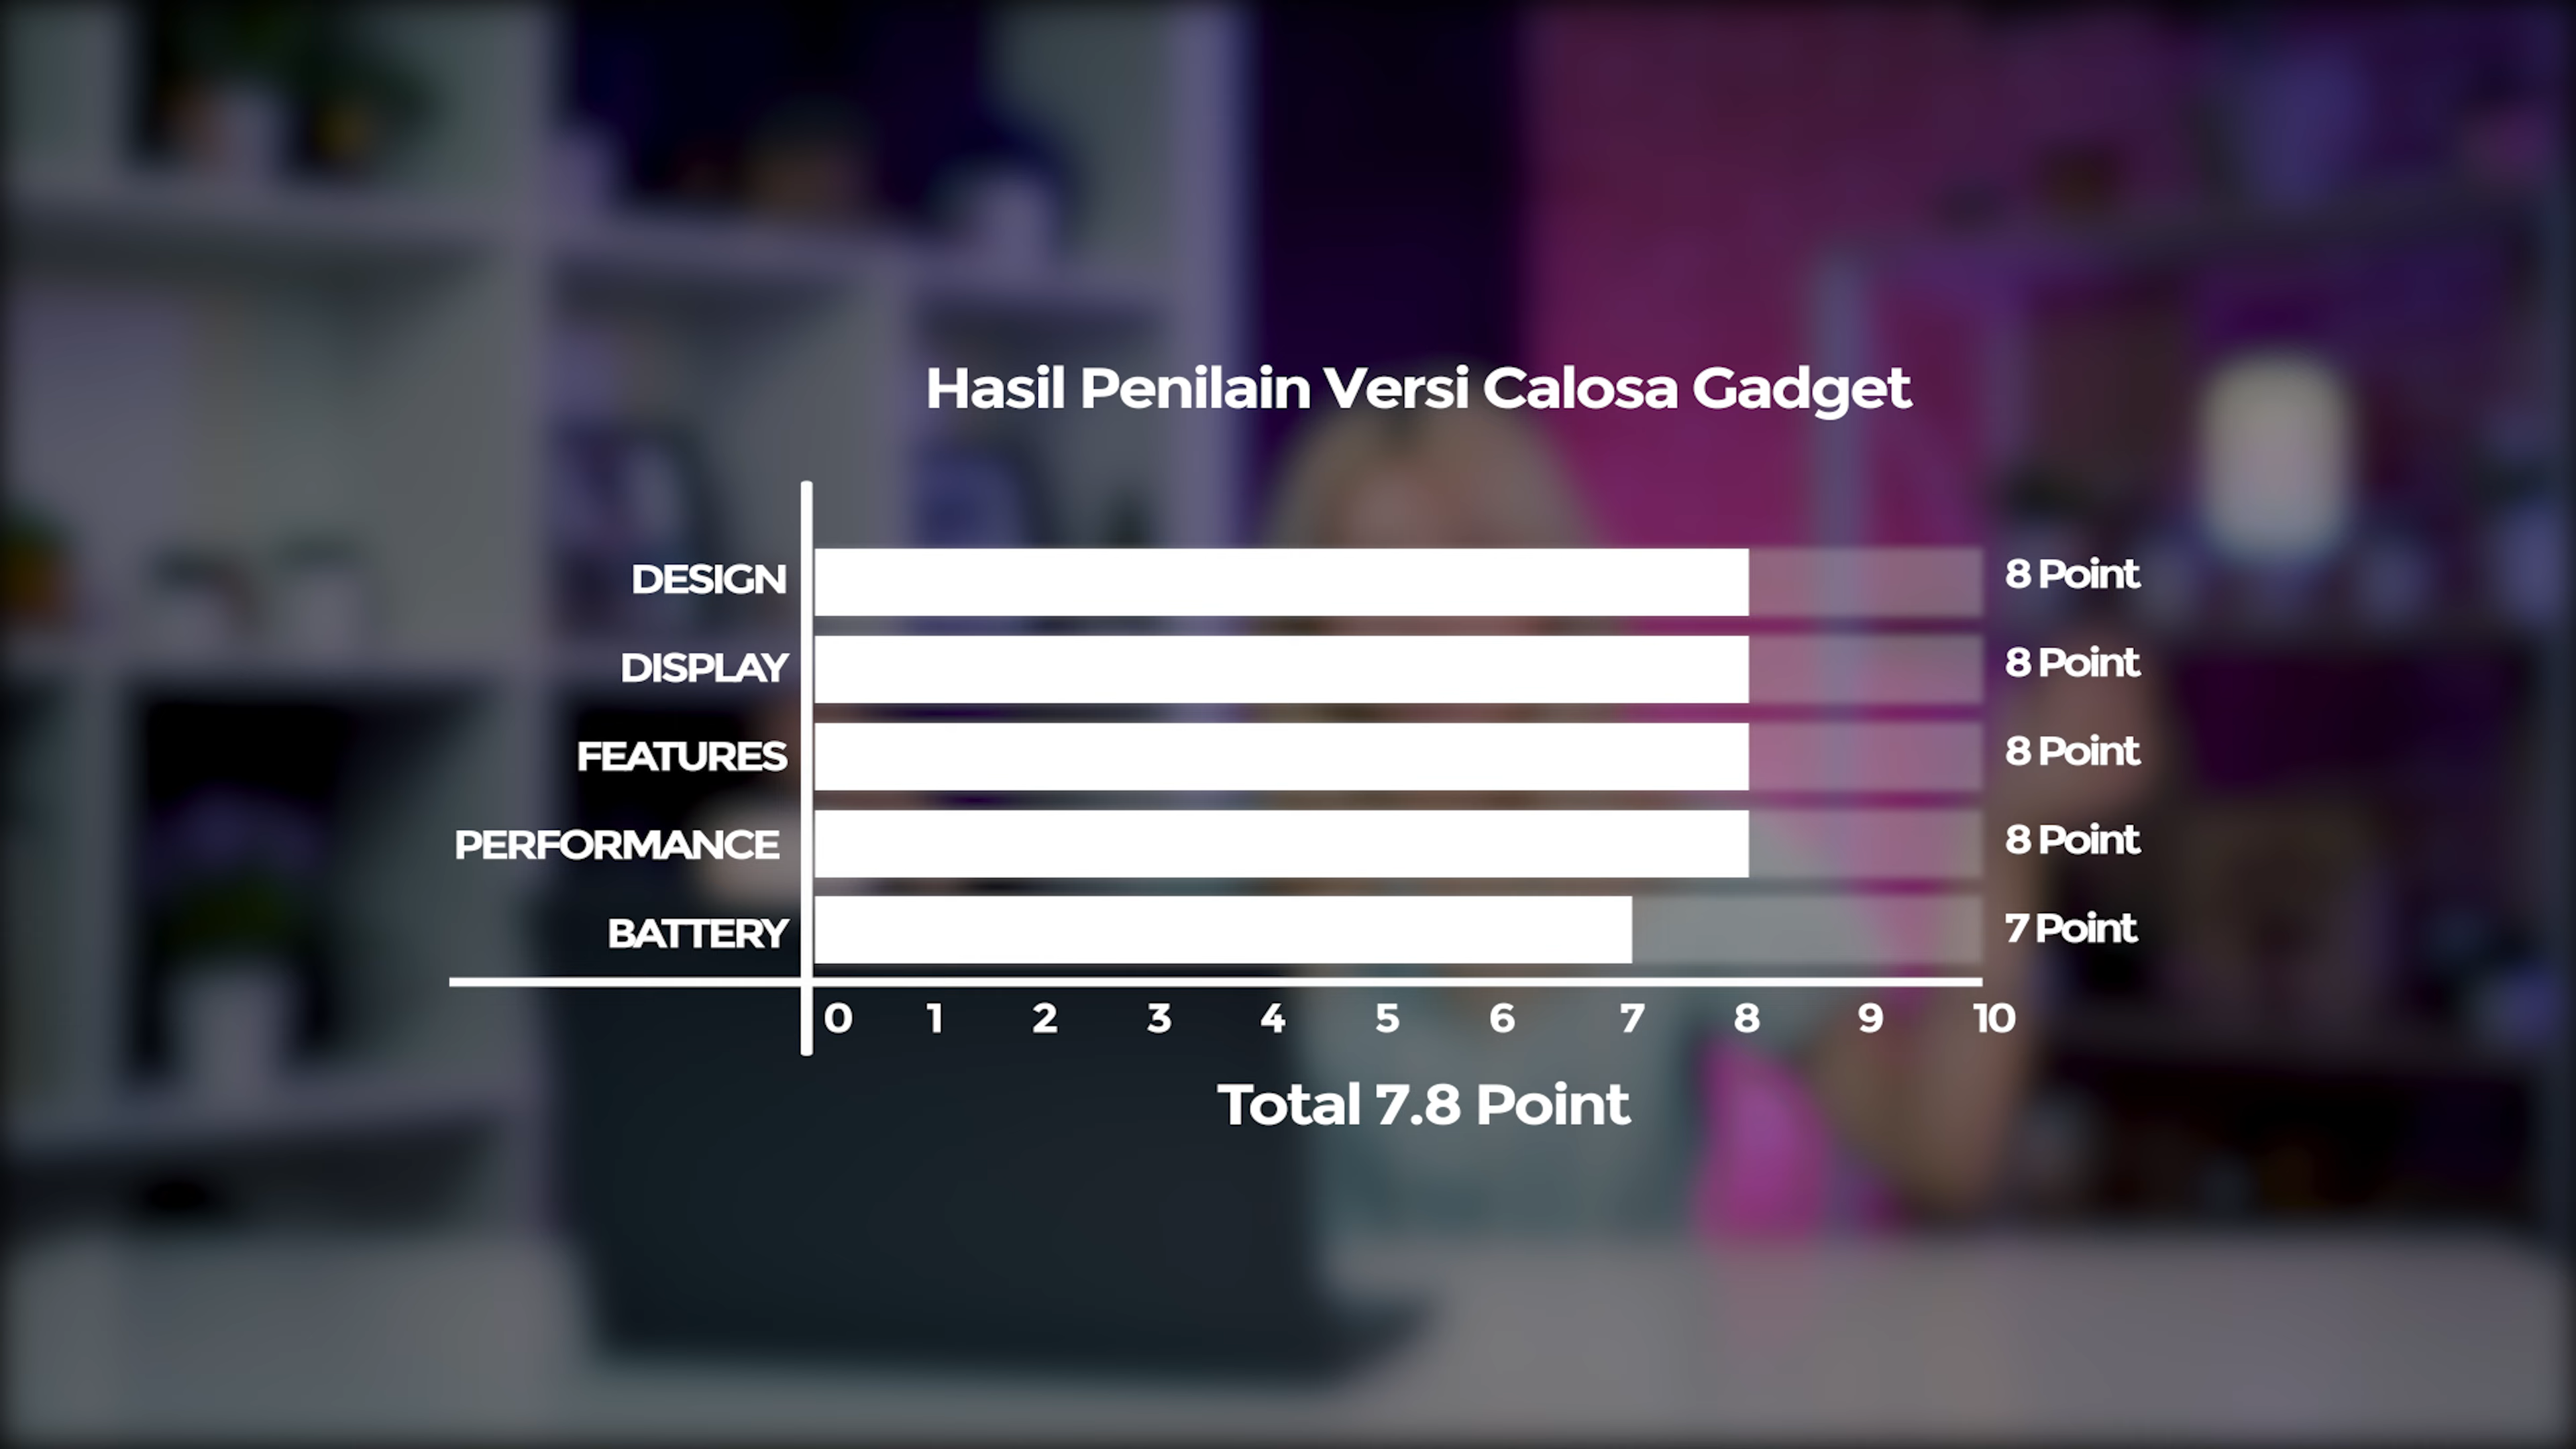 Hasil Penilain Versi Calosa Gadget
DESIGN 8 Point
DISPLAY 8 Point
FEATURES 8 Point
PERFORMANCE 8 Point
BATTERY 7 Point
0 1 2 3 4 5 6 7 8 9 10
Total 7.8 Point